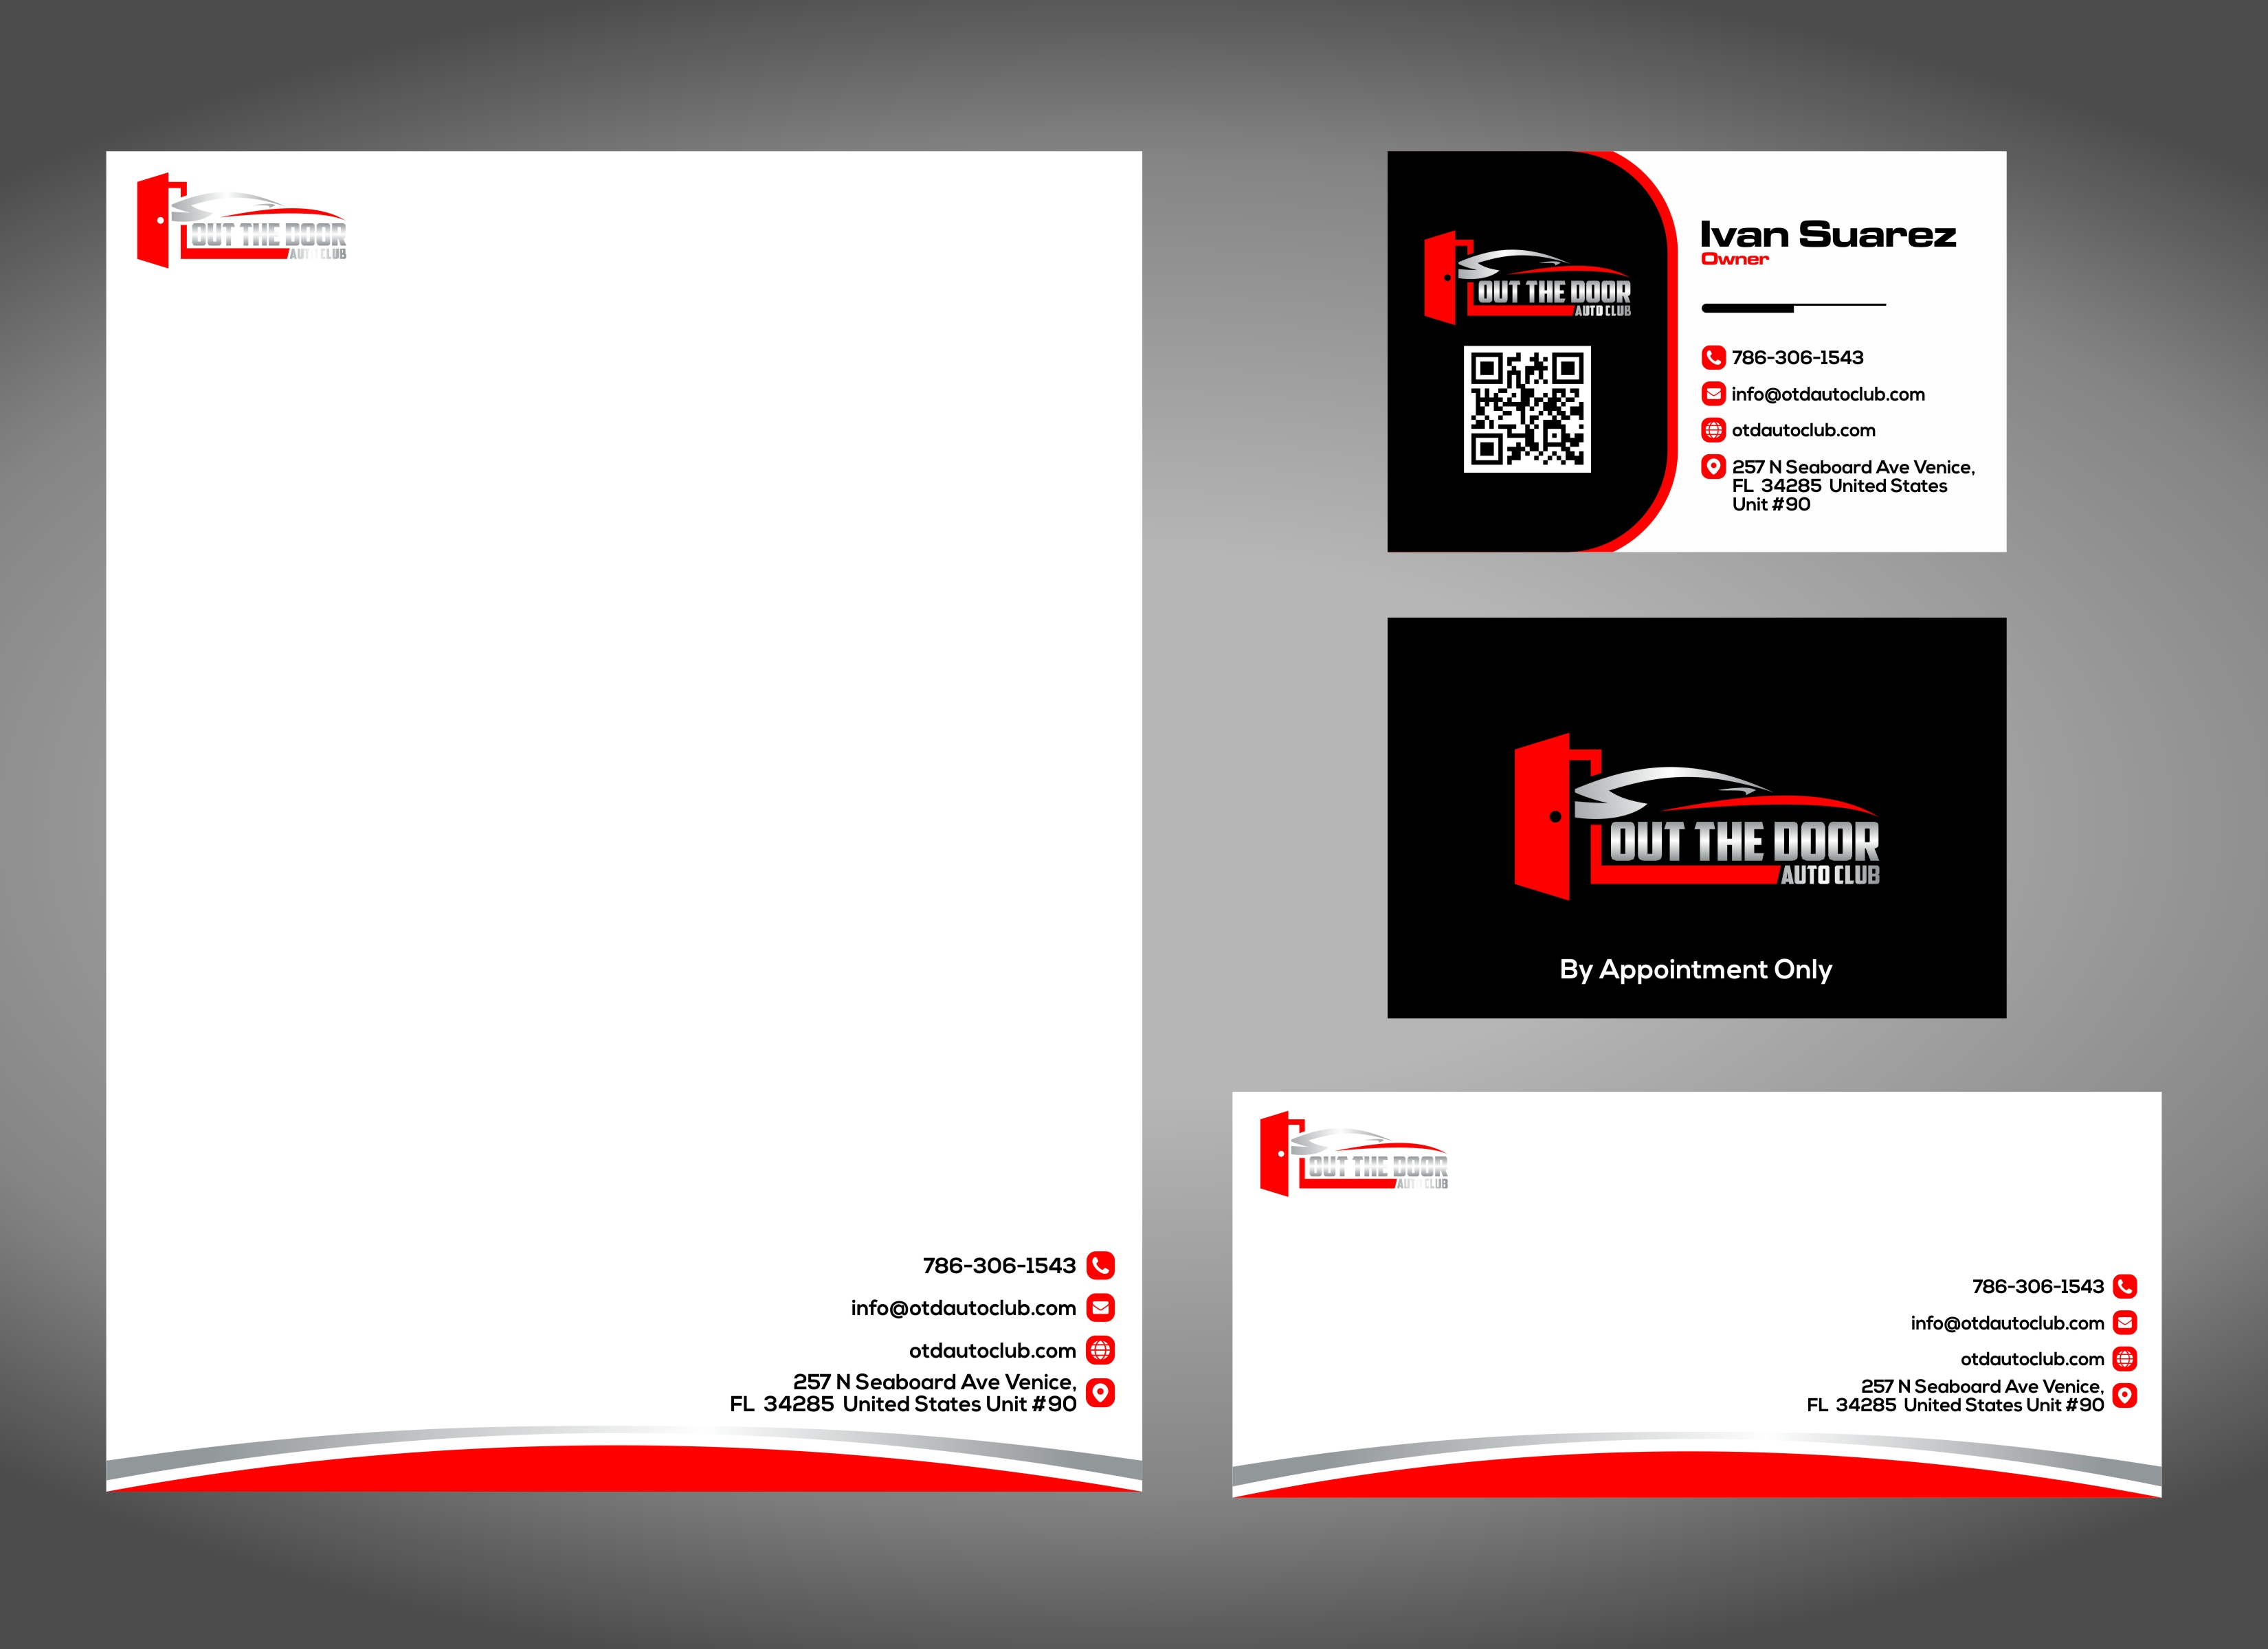 OUT THE DOOR
AUTO CLUB
786-306-1543
info@otdautoclub.com
otdautoclub.com
257 N Seaboard Ave Venice,
FL 34285 United States Unit #90
OUT THE DOOR
AUTO CLUB
Ivan Suarez
Owner
786-306-1543
info@otdautoclub.com
otdautoclub.com
257 N Seaboard Ave Venice,
FL 34285 United States
Unit #90
OUT THE DOOR
AUTO CLUB
By Appointment Only
OUT THE DOOR
AUTO CLUB
786-306-1543
info@otdautoclub.com
otdautoclub.com
257 N Seaboard Ave Venice,
FL 34285 United States Unit #90